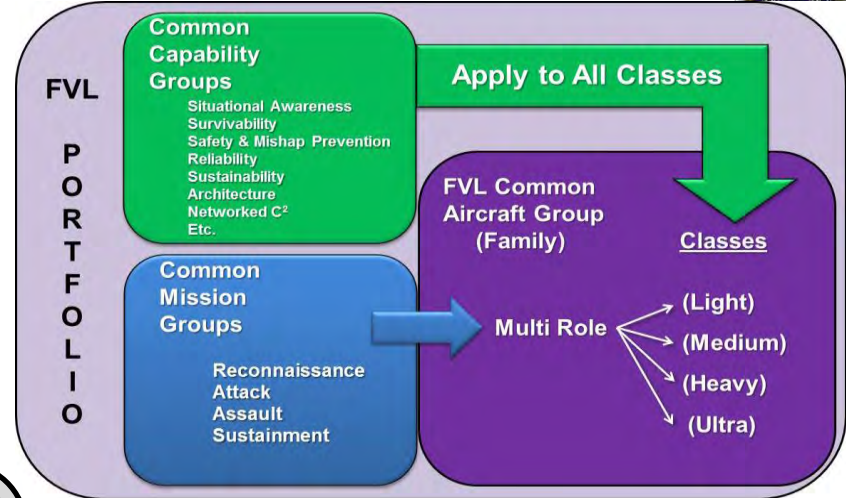 FVL
P
O
R
T
F
O
L
I
O
Common
Capability
Groups
Situational Awareness
Survivability
Safety & Mishap Prevention
Reliability
Sustainability
Architecture
Networked C²
Etc.
Apply to All Classes
Common
Mission
Groups
Reconnaissance
Attack
Assault
Sustainment
FVL Common
Aircraft Group
(Family)
Classes
Multi Role
(Light)
(Medium)
(Heavy)
(Ultra)